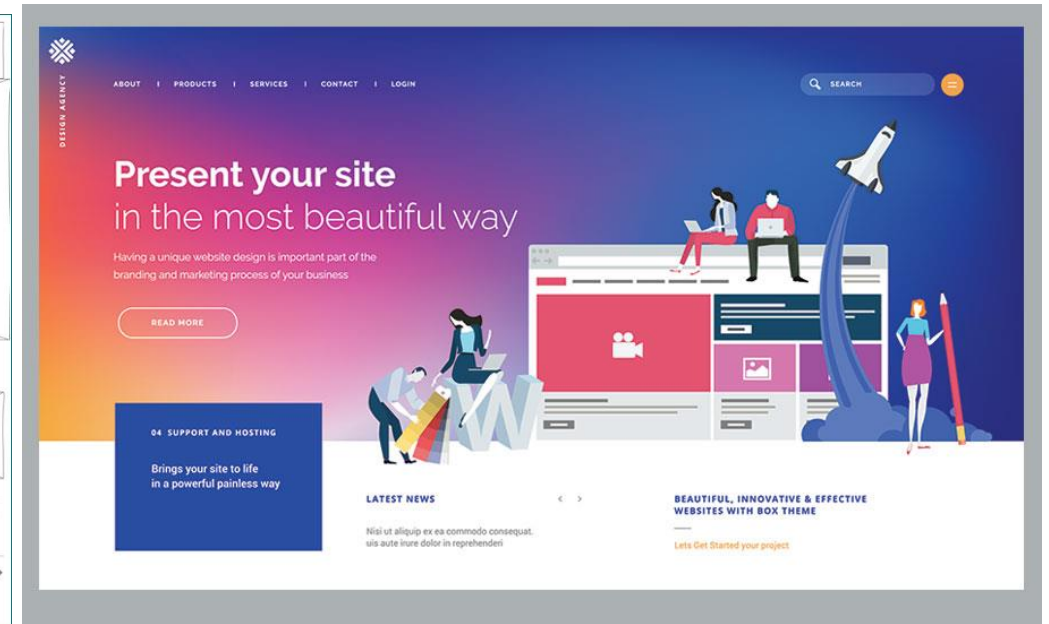 DESIGN AGENCY
ABOUT I PRODUCTS I SERVICES I CONTACT I LOGIN
SEARCH
Present your site
in the most beautiful way
Having a unique website design is important part of the
branding and marketing process of your business
READ MORE
W
04 SUPPORT AND HOSTING
Brings your site to life
in a powerful painless way
LATEST NEWS < >
Nisi ut aliquip ex ea commodo consequat.
uis aute irure dolor in reprehenderi
BEAUTIFUL, INNOVATIVE & EFFECTIVE
WEBSITES WITH BOX THEME
Lets Get Started your project